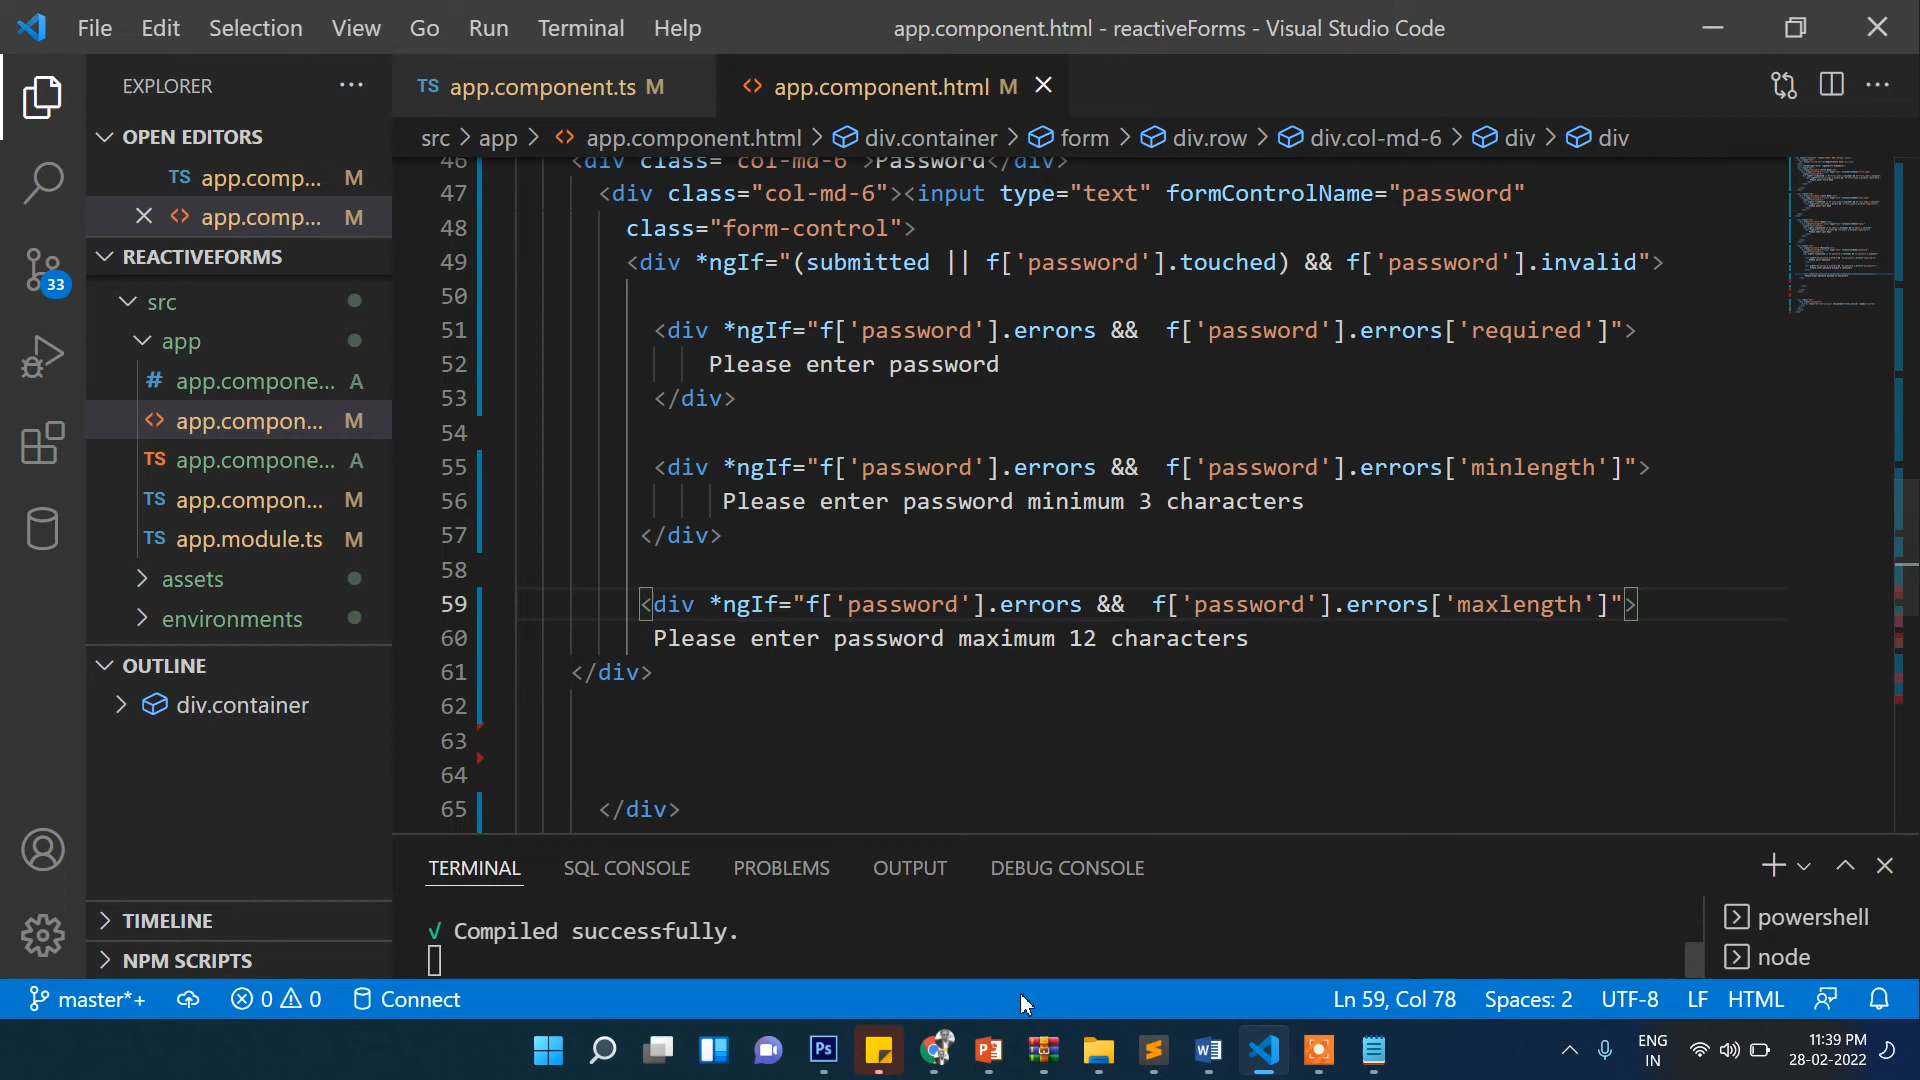 File Edit Selection View Go Run Terminal Help app.component.html - reactiveForms - Visual Studio Code
EXPLORER
TS app.component.ts M
<> app.component.html M
OPEN EDITORS
TS app.comp... M
<> app.comp... M
REACTIVEFORMS
src
app
# app.compone... A
<> app.compon... M
TS app.compone... A
TS app.compon... M
TS app.module.ts M
assets
environments
OUTLINE
div.container
TIMELINE
NPM SCRIPTS
33
src > app > <> app.component.html > div.container > form > div.row > div.col-md-6 > div > div
46 <div class="col-md-6">Password</div>
47 <div class="col-md-6"><input type="text" formControlName="password"
48 class="form-control">
49 <div *ngIf="(submitted || f['password'].touched) && f['password'].invalid">
50
51 <div *ngIf="f['password'].errors && f['password'].errors['required']">
52 Please enter password
53 </div>
54
55 <div *ngIf="f['password'].errors && f['password'].errors['minlength']">
56 Please enter password minimum 3 characters
57 </div>
58
59 <div *ngIf="f['password'].errors && f['password'].errors['maxlength']">
60 Please enter password maximum 12 characters
61 </div>
62
63
64
65 </div>
TERMINAL SQL CONSOLE PROBLEMS OUTPUT DEBUG CONSOLE
√ Compiled successfully.
powershell
node
master*+ 0 0 Connect Ln 59, Col 78 Spaces: 2 UTF-8 LF HTML
Ps
P
W
ENG
IN
11:39 PM
28-02-2022